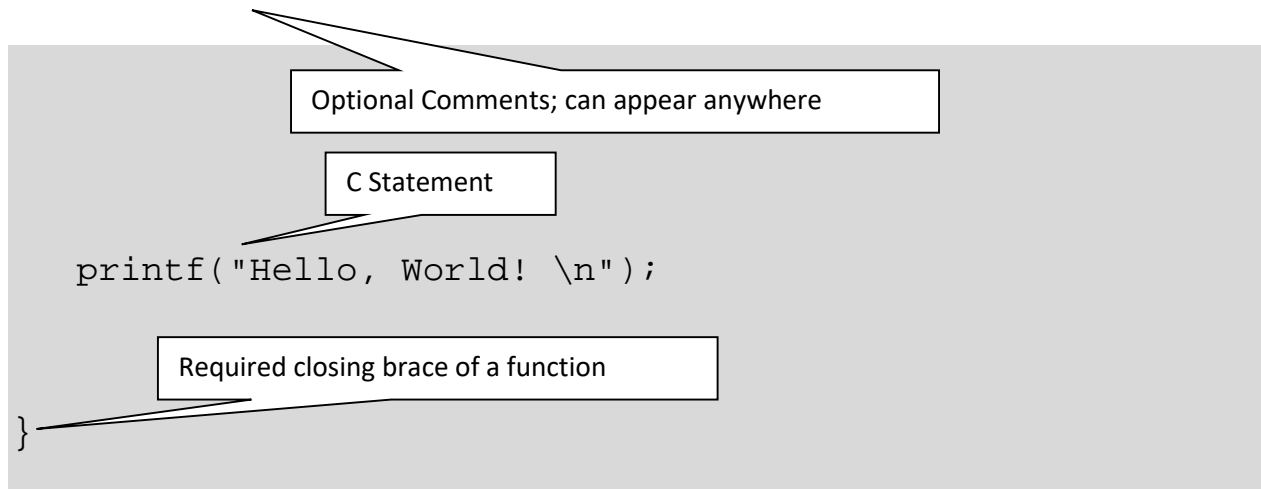 Optional Comments; can appear anywhere
C Statement
printf("Hello, World! \n");
Required closing brace of a function
}